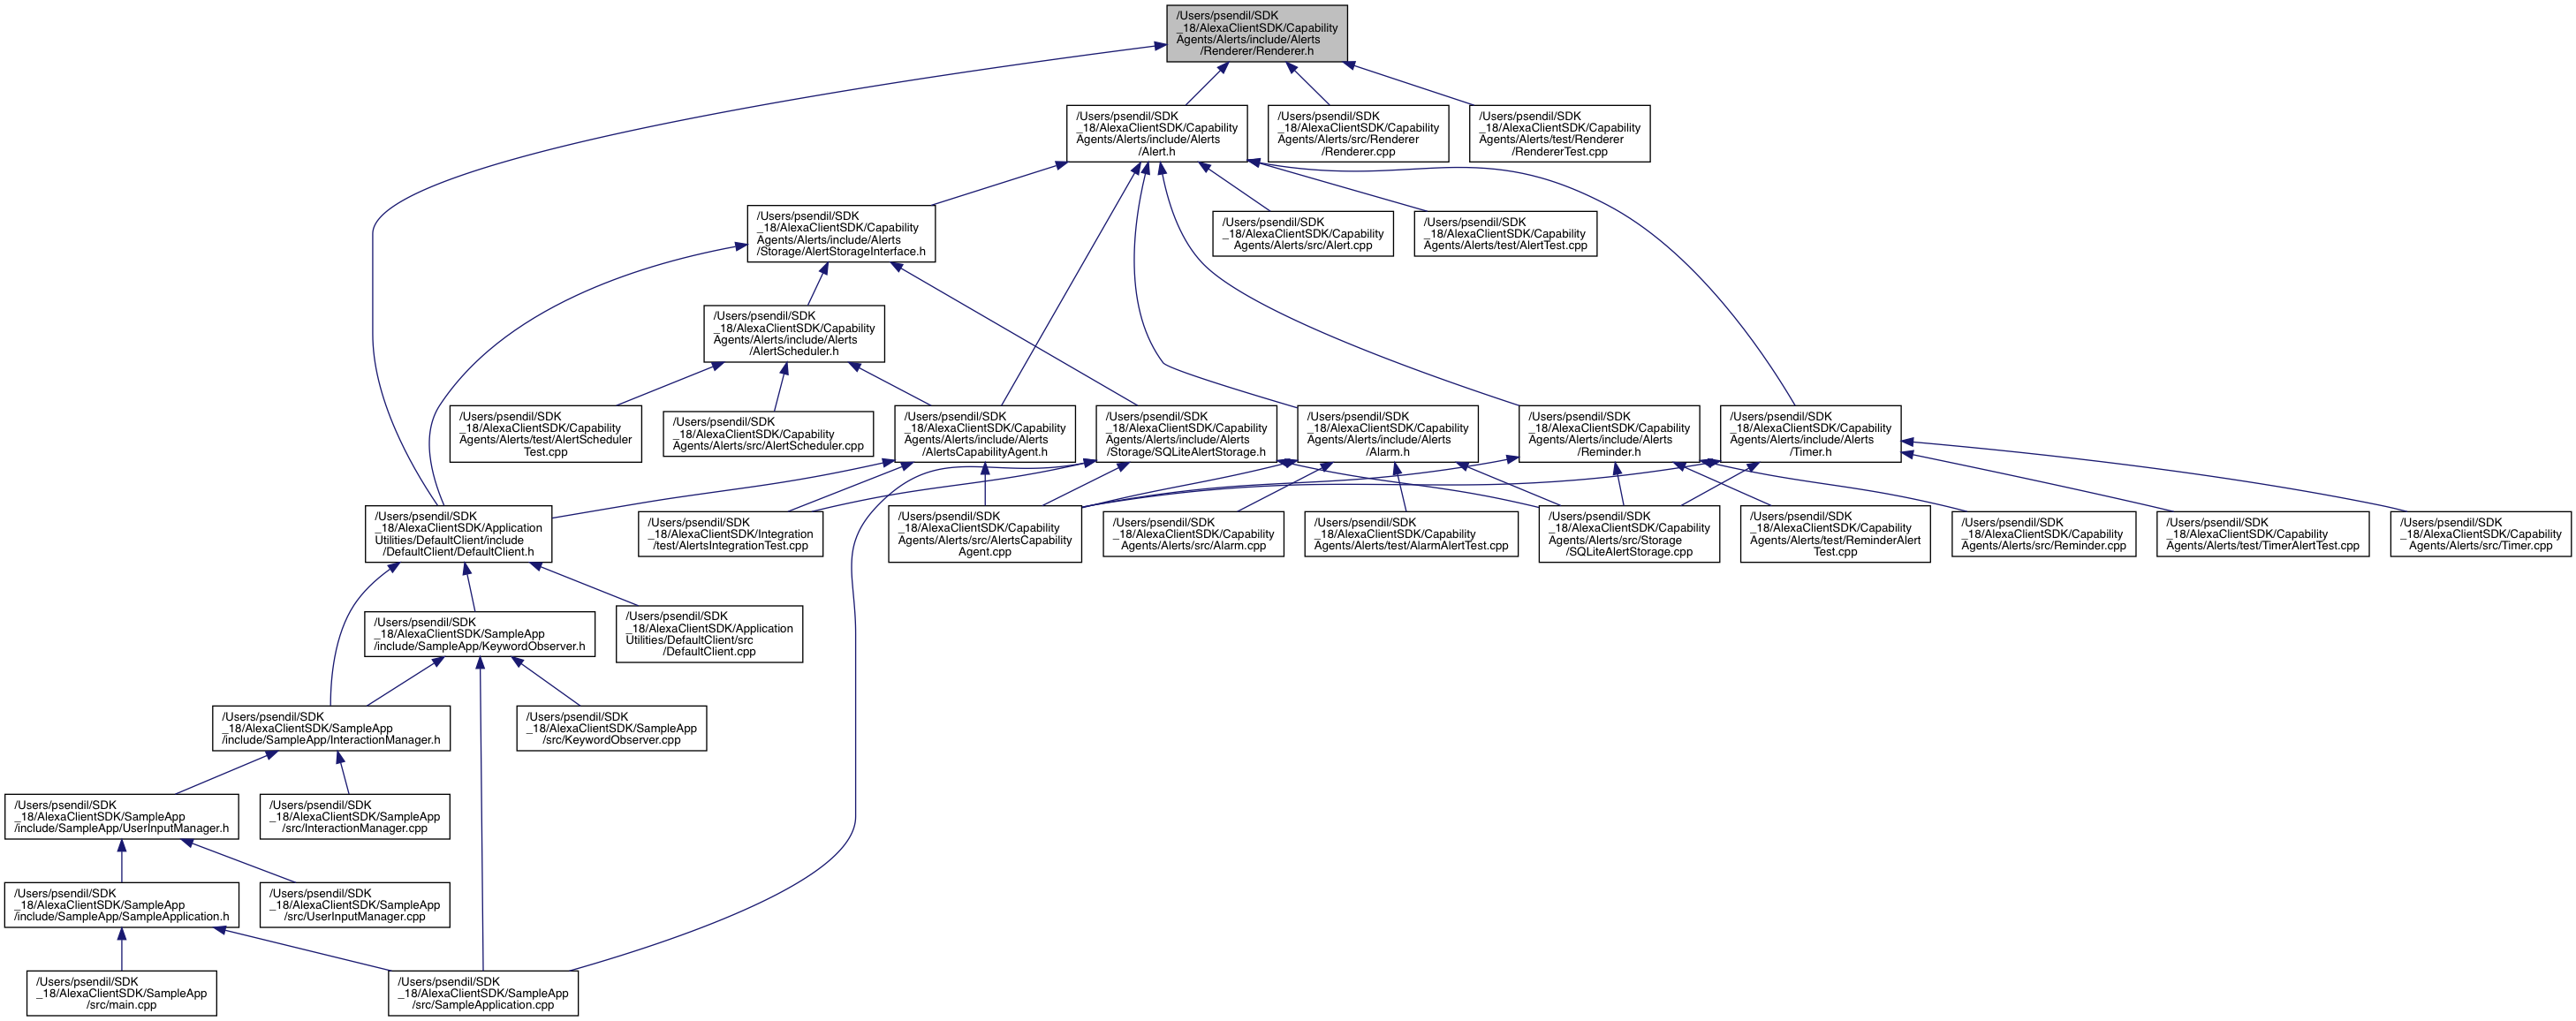 /Users/psendil/SDK
_18/AlexaClientSDK/Capability
Agents/Alerts/include/Alerts
/Renderer/Renderer.h
/Users/psendil/SDK
_18/AlexaClientSDK/Capability
Agents/Alerts/include/Alerts
/Alert.h
/Users/psendil/SDK
_18/AlexaClientSDK/Capability
Agents/Alerts/src/Renderer
/Renderer.cpp
/Users/psendil/SDK
_18/AlexaClientSDK/Capability
Agents/Alerts/test/Renderer
/RendererTest.cpp
/Users/psendil/SDK
_18/AlexaClientSDK/Capability
Agents/Alerts/include/Alerts
/Storage/AlertStorageInterface.h
/Users/psendil/SDK
_18/AlexaClientSDK/Capability
Agents/Alerts/src/Alert.cpp
/Users/psendil/SDK
_18/AlexaClientSDK/Capability
Agents/Alerts/test/AlertTest.cpp
/Users/psendil/SDK
_18/AlexaClientSDK/Capability
Agents/Alerts/include/Alerts
/AlertScheduler.h
/Users/psendil/SDK
_18/AlexaClientSDK/Capability
Agents/Alerts/test/AlertScheduler
Test.cpp
/Users/psendil/SDK
_18/AlexaClientSDK/Capability
Agents/Alerts/src/AlertScheduler.cpp
/Users/psendil/SDK
_18/AlexaClientSDK/Capability
Agents/Alerts/include/Alerts
/AlertsCapabilityAgent.h
/Users/psendil/SDK
_18/AlexaClientSDK/Capability
Agents/Alerts/include/Alerts
/Storage/SQLiteAlertStorage.h
/Users/psendil/SDK
_18/AlexaClientSDK/Capability
Agents/Alerts/include/Alerts
/Alarm.h
/Users/psendil/SDK
_18/AlexaClientSDK/Capability
Agents/Alerts/include/Alerts
/Reminder.h
/Users/psendil/SDK
_18/AlexaClientSDK/Capability
Agents/Alerts/include/Alerts
/Timer.h
/Users/psendil/SDK
_18/AlexaClientSDK/Application
Utilities/DefaultClient/include
/DefaultClient/DefaultClient.h
/Users/psendil/SDK
_18/AlexaClientSDK/Integration
/test/AlertsIntegrationTest.cpp
/Users/psendil/SDK
_18/AlexaClientSDK/Capability
Agents/Alerts/src/AlertsCapability
Agent.cpp
/Users/psendil/SDK
_18/AlexaClientSDK/Capability
Agents/Alerts/src/Alarm.cpp
/Users/psendil/SDK
_18/AlexaClientSDK/Capability
Agents/Alerts/test/AlarmAlertTest.cpp
/Users/psendil/SDK
_18/AlexaClientSDK/Capability
Agents/Alerts/src/Storage
/SQLiteAlertStorage.cpp
/Users/psendil/SDK
_18/AlexaClientSDK/Capability
Agents/Alerts/test/ReminderAlert
Test.cpp
/Users/psendil/SDK
_18/AlexaClientSDK/Capability
Agents/Alerts/src/Reminder.cpp
/Users/psendil/SDK
_18/AlexaClientSDK/Capability
Agents/Alerts/test/TimerAlertTest.cpp
/Users/psendil/SDK
_18/AlexaClientSDK/Capability
Agents/Alerts/src/Timer.cpp
/Users/psendil/SDK
_18/AlexaClientSDK/SampleApp
/include/SampleApp/KeywordObserver.h
/Users/psendil/SDK
_18/AlexaClientSDK/Application
Utilities/DefaultClient/src
/DefaultClient.cpp
/Users/psendil/SDK
_18/AlexaClientSDK/SampleApp
/include/SampleApp/InteractionManager.h
/Users/psendil/SDK
_18/AlexaClientSDK/SampleApp
/src/KeywordObserver.cpp
/Users/psendil/SDK
_18/AlexaClientSDK/SampleApp
/include/SampleApp/UserInputManager.h
/Users/psendil/SDK
_18/AlexaClientSDK/SampleApp
/src/InteractionManager.cpp
/Users/psendil/SDK
_18/AlexaClientSDK/SampleApp
/include/SampleApp/SampleApplication.h
/Users/psendil/SDK
_18/AlexaClientSDK/SampleApp
/src/UserInputManager.cpp
/Users/psendil/SDK
_18/AlexaClientSDK/SampleApp
/src/main.cpp
/Users/psendil/SDK
_18/AlexaClientSDK/SampleApp
/src/SampleApplication.cpp